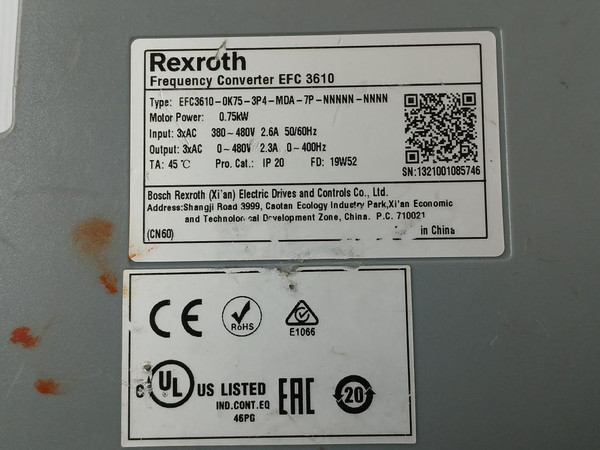 Rexroth
Frequency Converter EFC 3610
Type: EFC3610-0K75-3P4-MDA-7P-NNNNN-NNNN
Motor Power: 0.75kW
Input: 3xAC 380~480V 2.6A 50/60Hz
Output: 3xAC 0~480V 2.3A 0~400Hz
TA: 45℃ Pro. Cat.: IP 20 FD: 19W52
SN:1321001085746
Bosch Rexroth (Xi'an) Electric Drives and Controls Co., Ltd.
Address:Shangji Road 3999, Caotan Ecology Industry Park,Xi'an Economic
and Technological Development Zone, China. P.C. 710021
(CN60) in China
CE
RoHS
E1066
c UL US LISTED
IND.CONT.EQ
46PG
EAC
20